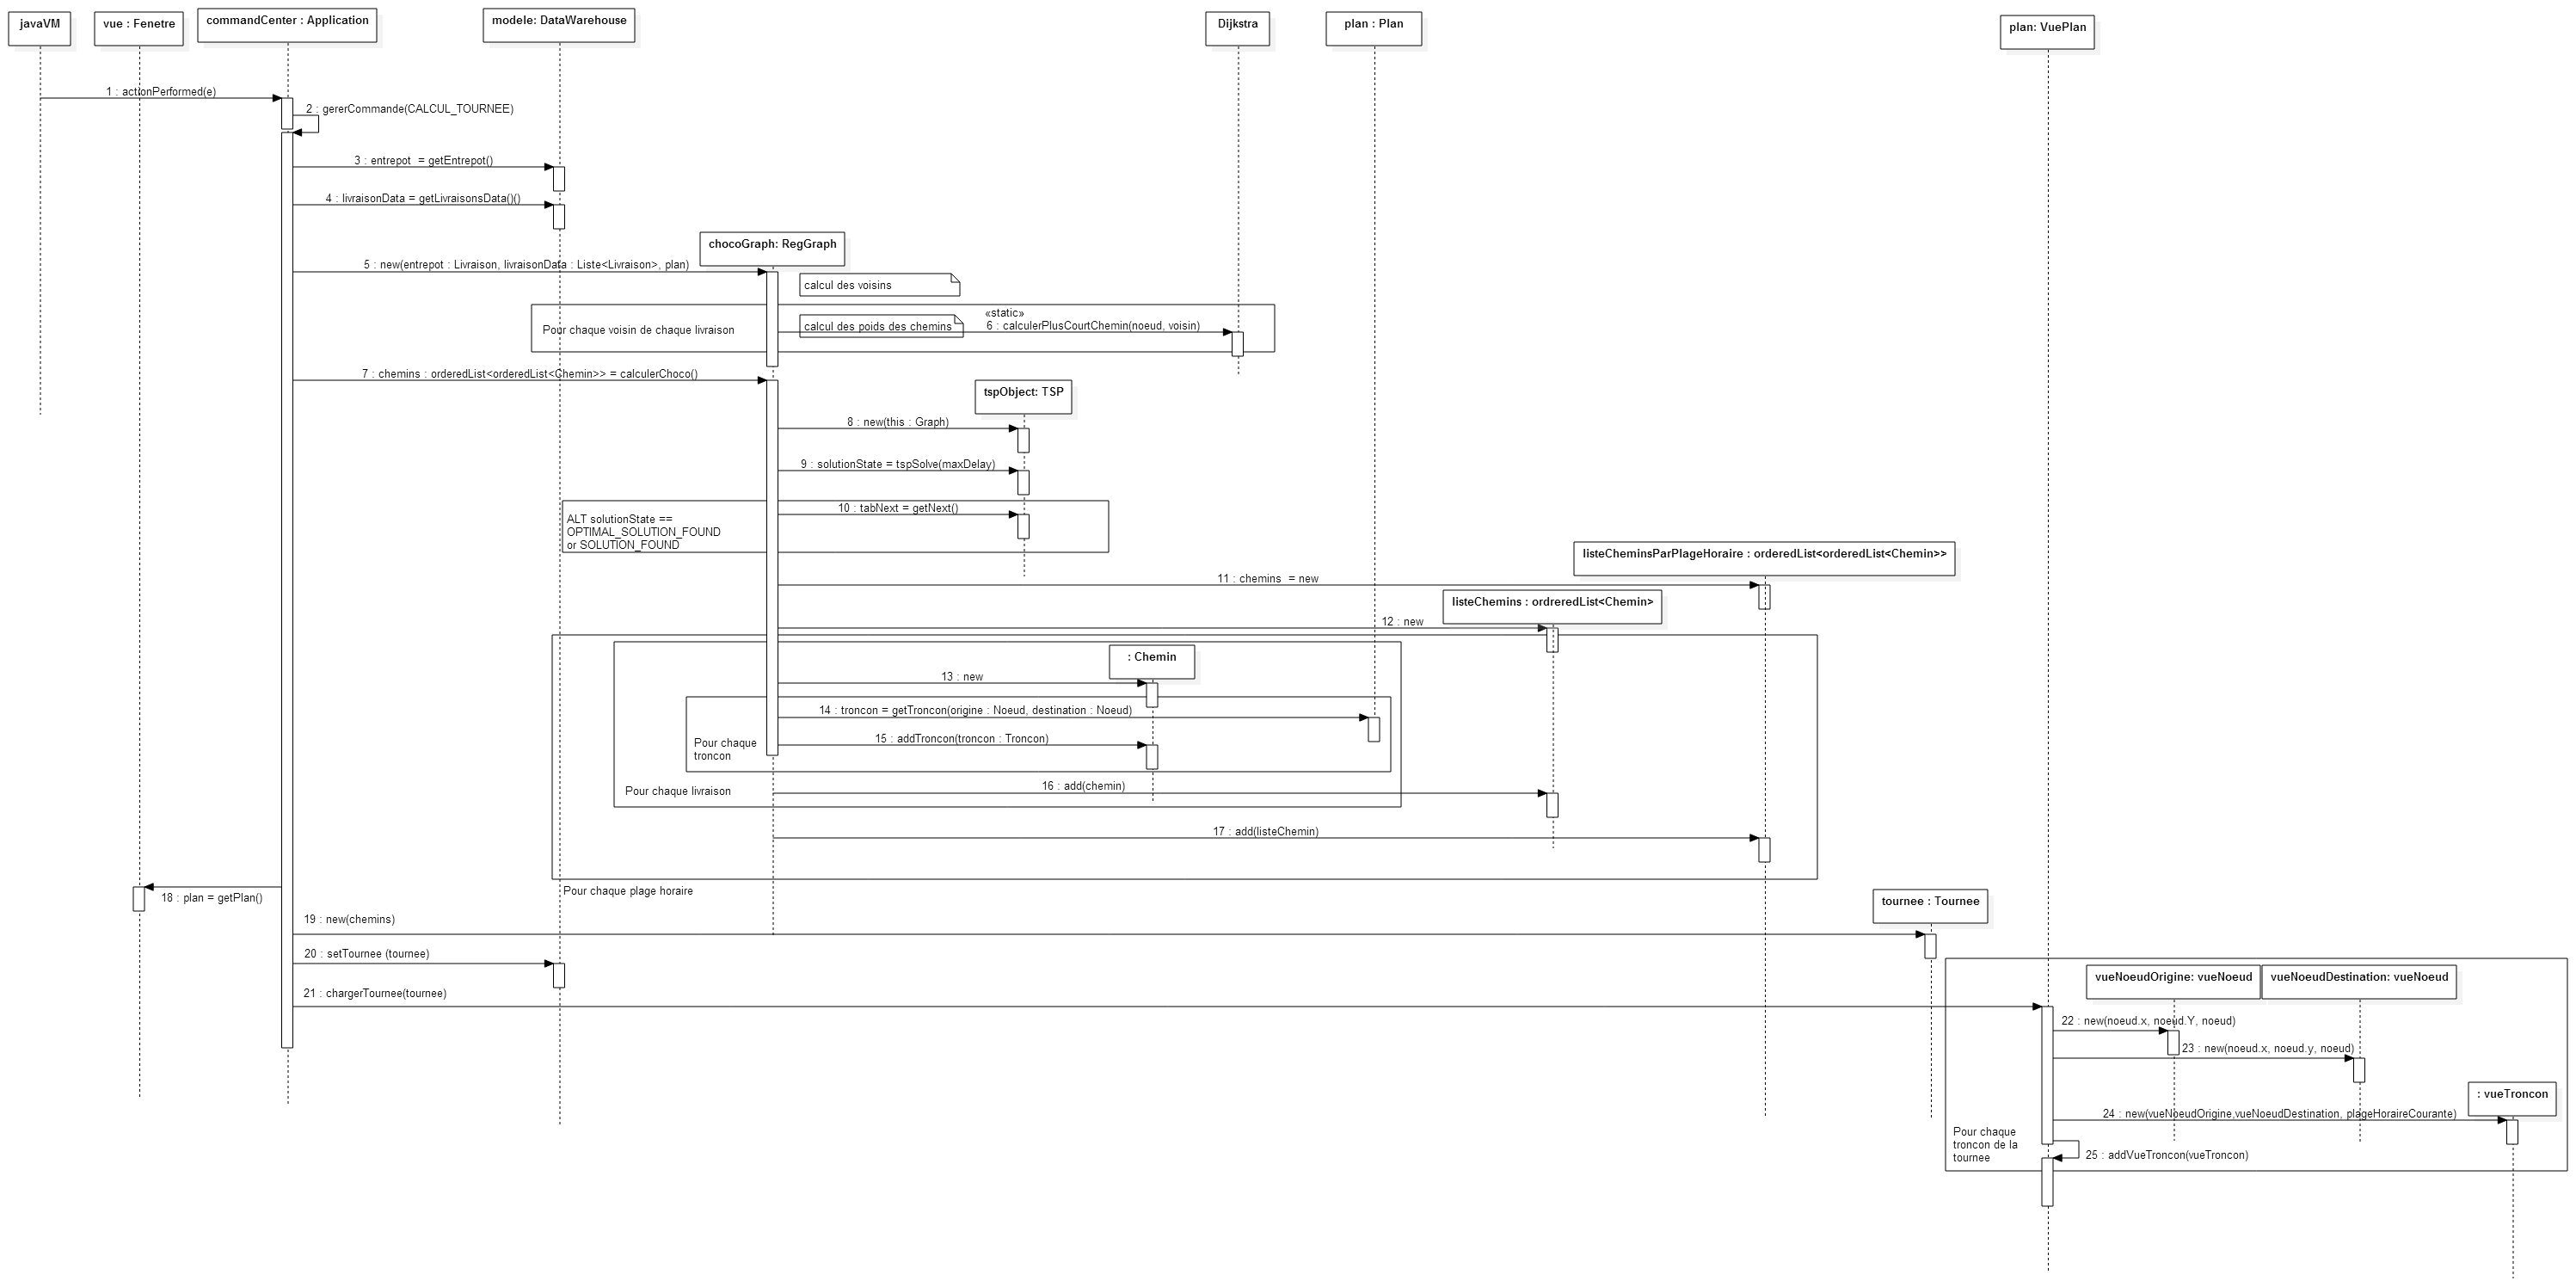 javaVM
vue : Fenetre
commandCenter : Application
modele: DataWarehouse
Dijkstra
plan : Plan
plan: VuePlan
1 : actionPerformed(e)
2 : gererCommande(CALCUL_TOURNEE)
3 : entrepot  = getEntrepot()
4 : livraisonData = getLivraisonsData()()
chocoGraph: RegGraph
5 : new(entrepot : Livraison, livraisonData : Liste<Livraison>, plan)
calcul des voisins
«static»
Pour chaque voisin de chaque livraison
calcul des poids des chemins
6 : calculerPlusCourtChemin(noeud, voisin)
7 : chemins : orderedList<orderedList<Chemin>> = calculerChoco()
tspObject: TSP
8 : new(this : Graph)
9 : solutionState = tspSolve(maxDelay)
10 : tabNext = getNext()
ALT solutionState ==
OPTIMAL_SOLUTION_FOUND
or SOLUTION_FOUND
listeCheminsParPlageHoraire : orderedList<orderedList<Chemin>>
11 : chemins  = new
listeChemins : ordreredList<Chemin>
12 : new
: Chemin
13 : new
14 : troncon = getTroncon(origine : Noeud, destination : Noeud)
15 : addTroncon(troncon : Troncon)
Pour chaque
troncon
16 : add(chemin)
Pour chaque livraison
17 : add(listeChemin)
Pour chaque plage horaire
18 : plan = getPlan()
tournee : Tournee
19 : new(chemins)
20 : setTournee (tournee)
vueNoeudOrigine: vueNoeud
vueNoeudDestination: vueNoeud
21 : chargerTournee(tournee)
22 : new(noeud.x, noeud.Y, noeud)
23 : new(noeud.x, noeud.y, noeud)
: vueTroncon
24 : new(vueNoeudOrigine,vueNoeudDestination, plageHoraireCourante)
Pour chaque
troncon de la
tournee
25 : addVueTroncon(vueTroncon)